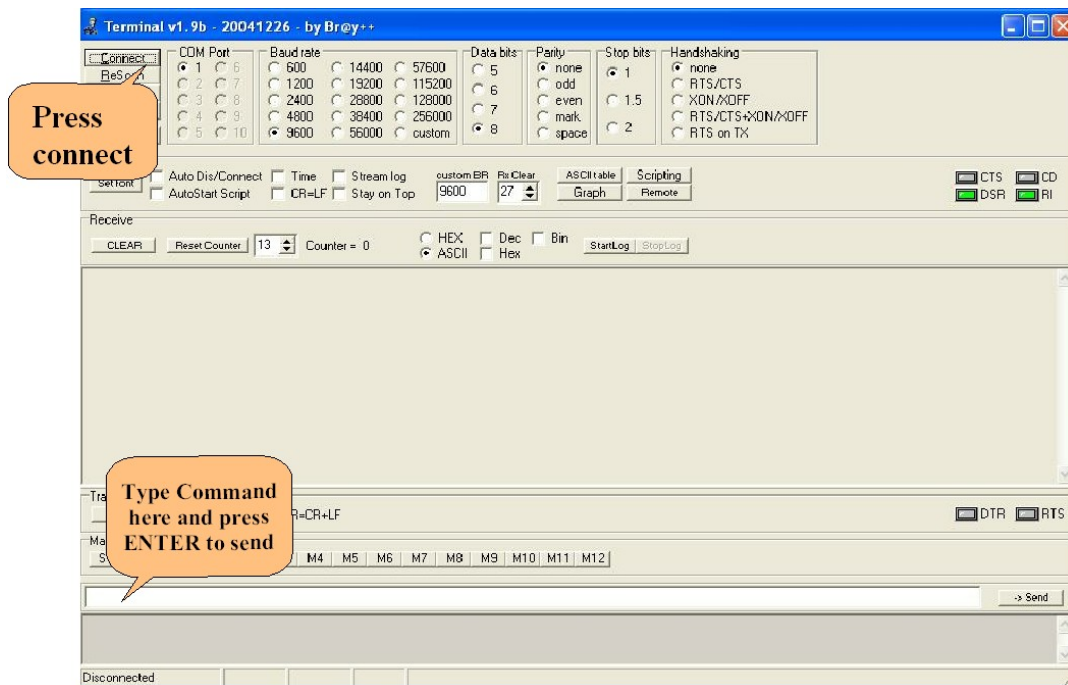 Terminal v1.9b - 20041226 - by Br@y++
Connect
COM Port
1 6
2 7
3 8
4 9
5 10
Baud rate
600 14400 57600
1200 19200 115200
2400 28800 128000
4800 38400 256000
9600 56000 custom
Data bits
5
6
7
8
Parity
none
odd
even
mark
space
Stop bits
1
1.5
2
Handshaking
none
RTS/CTS
XON/XOFF
RTS/CTS+XON/XOFF
RTS on TX
Press
connect
Set font
Auto Dis/Connect Time Stream log
AutoStart Script CR=LF Stay on Top
custom BR Rx Clear
9600 27
ASCII table Scripting
Graph Remote
CTS CD
DSR RI
Receive
CLEAR Reset Counter 13 Counter = 0
HEX Dec Bin
ASCII Hex
StartLog StopLog
Type Command
here and press
ENTER to send
=CR+LF
DTR RTS
M4 M5 M6 M7 M8 M9 M10 M11 M12
-> Send
Disconnected